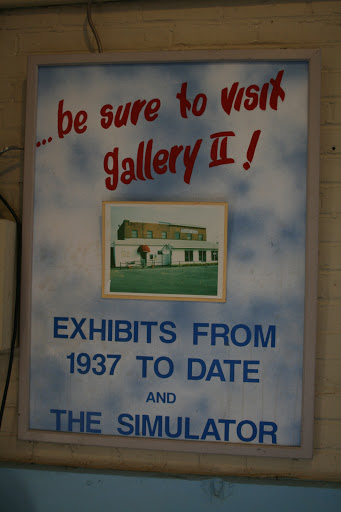 ...be sure to visit
gallery II !
EXHIBITS FROM
1937 TO DATE
AND
THE SIMULATOR